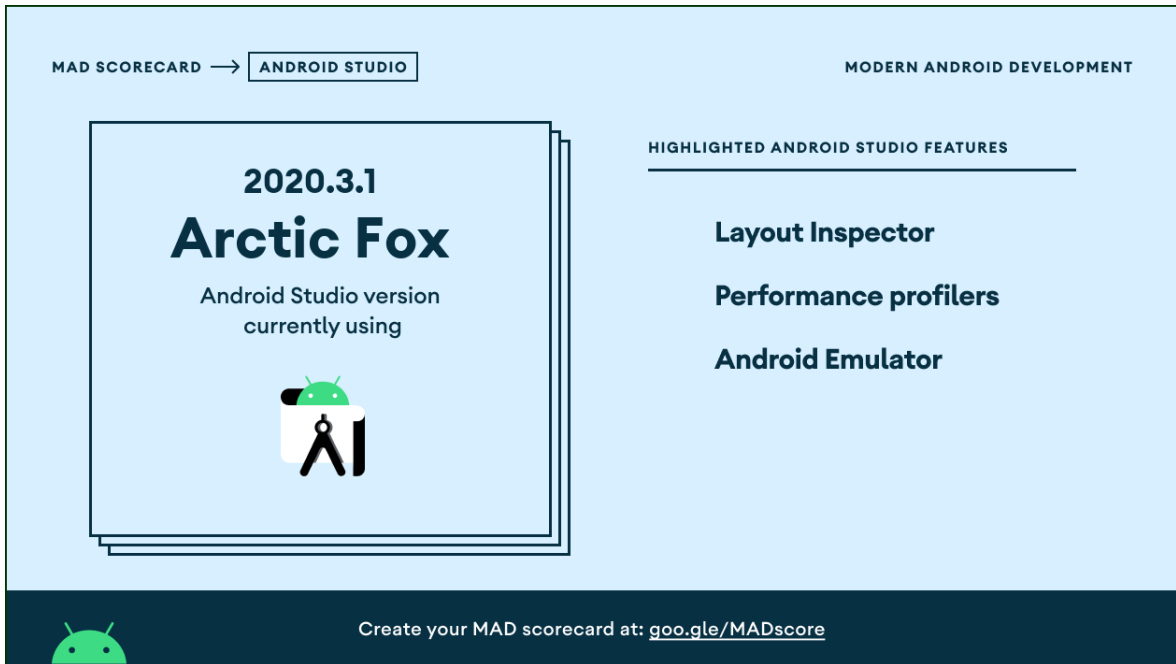 MAD SCORECARD → ANDROID STUDIO
MODERN ANDROID DEVELOPMENT
2020.3.1
Arctic Fox
Android Studio version
currently using
HIGHLIGHTED ANDROID STUDIO FEATURES
Layout Inspector
Performance profilers
Android Emulator
Create your MAD scorecard at: goo.gle/MADscore